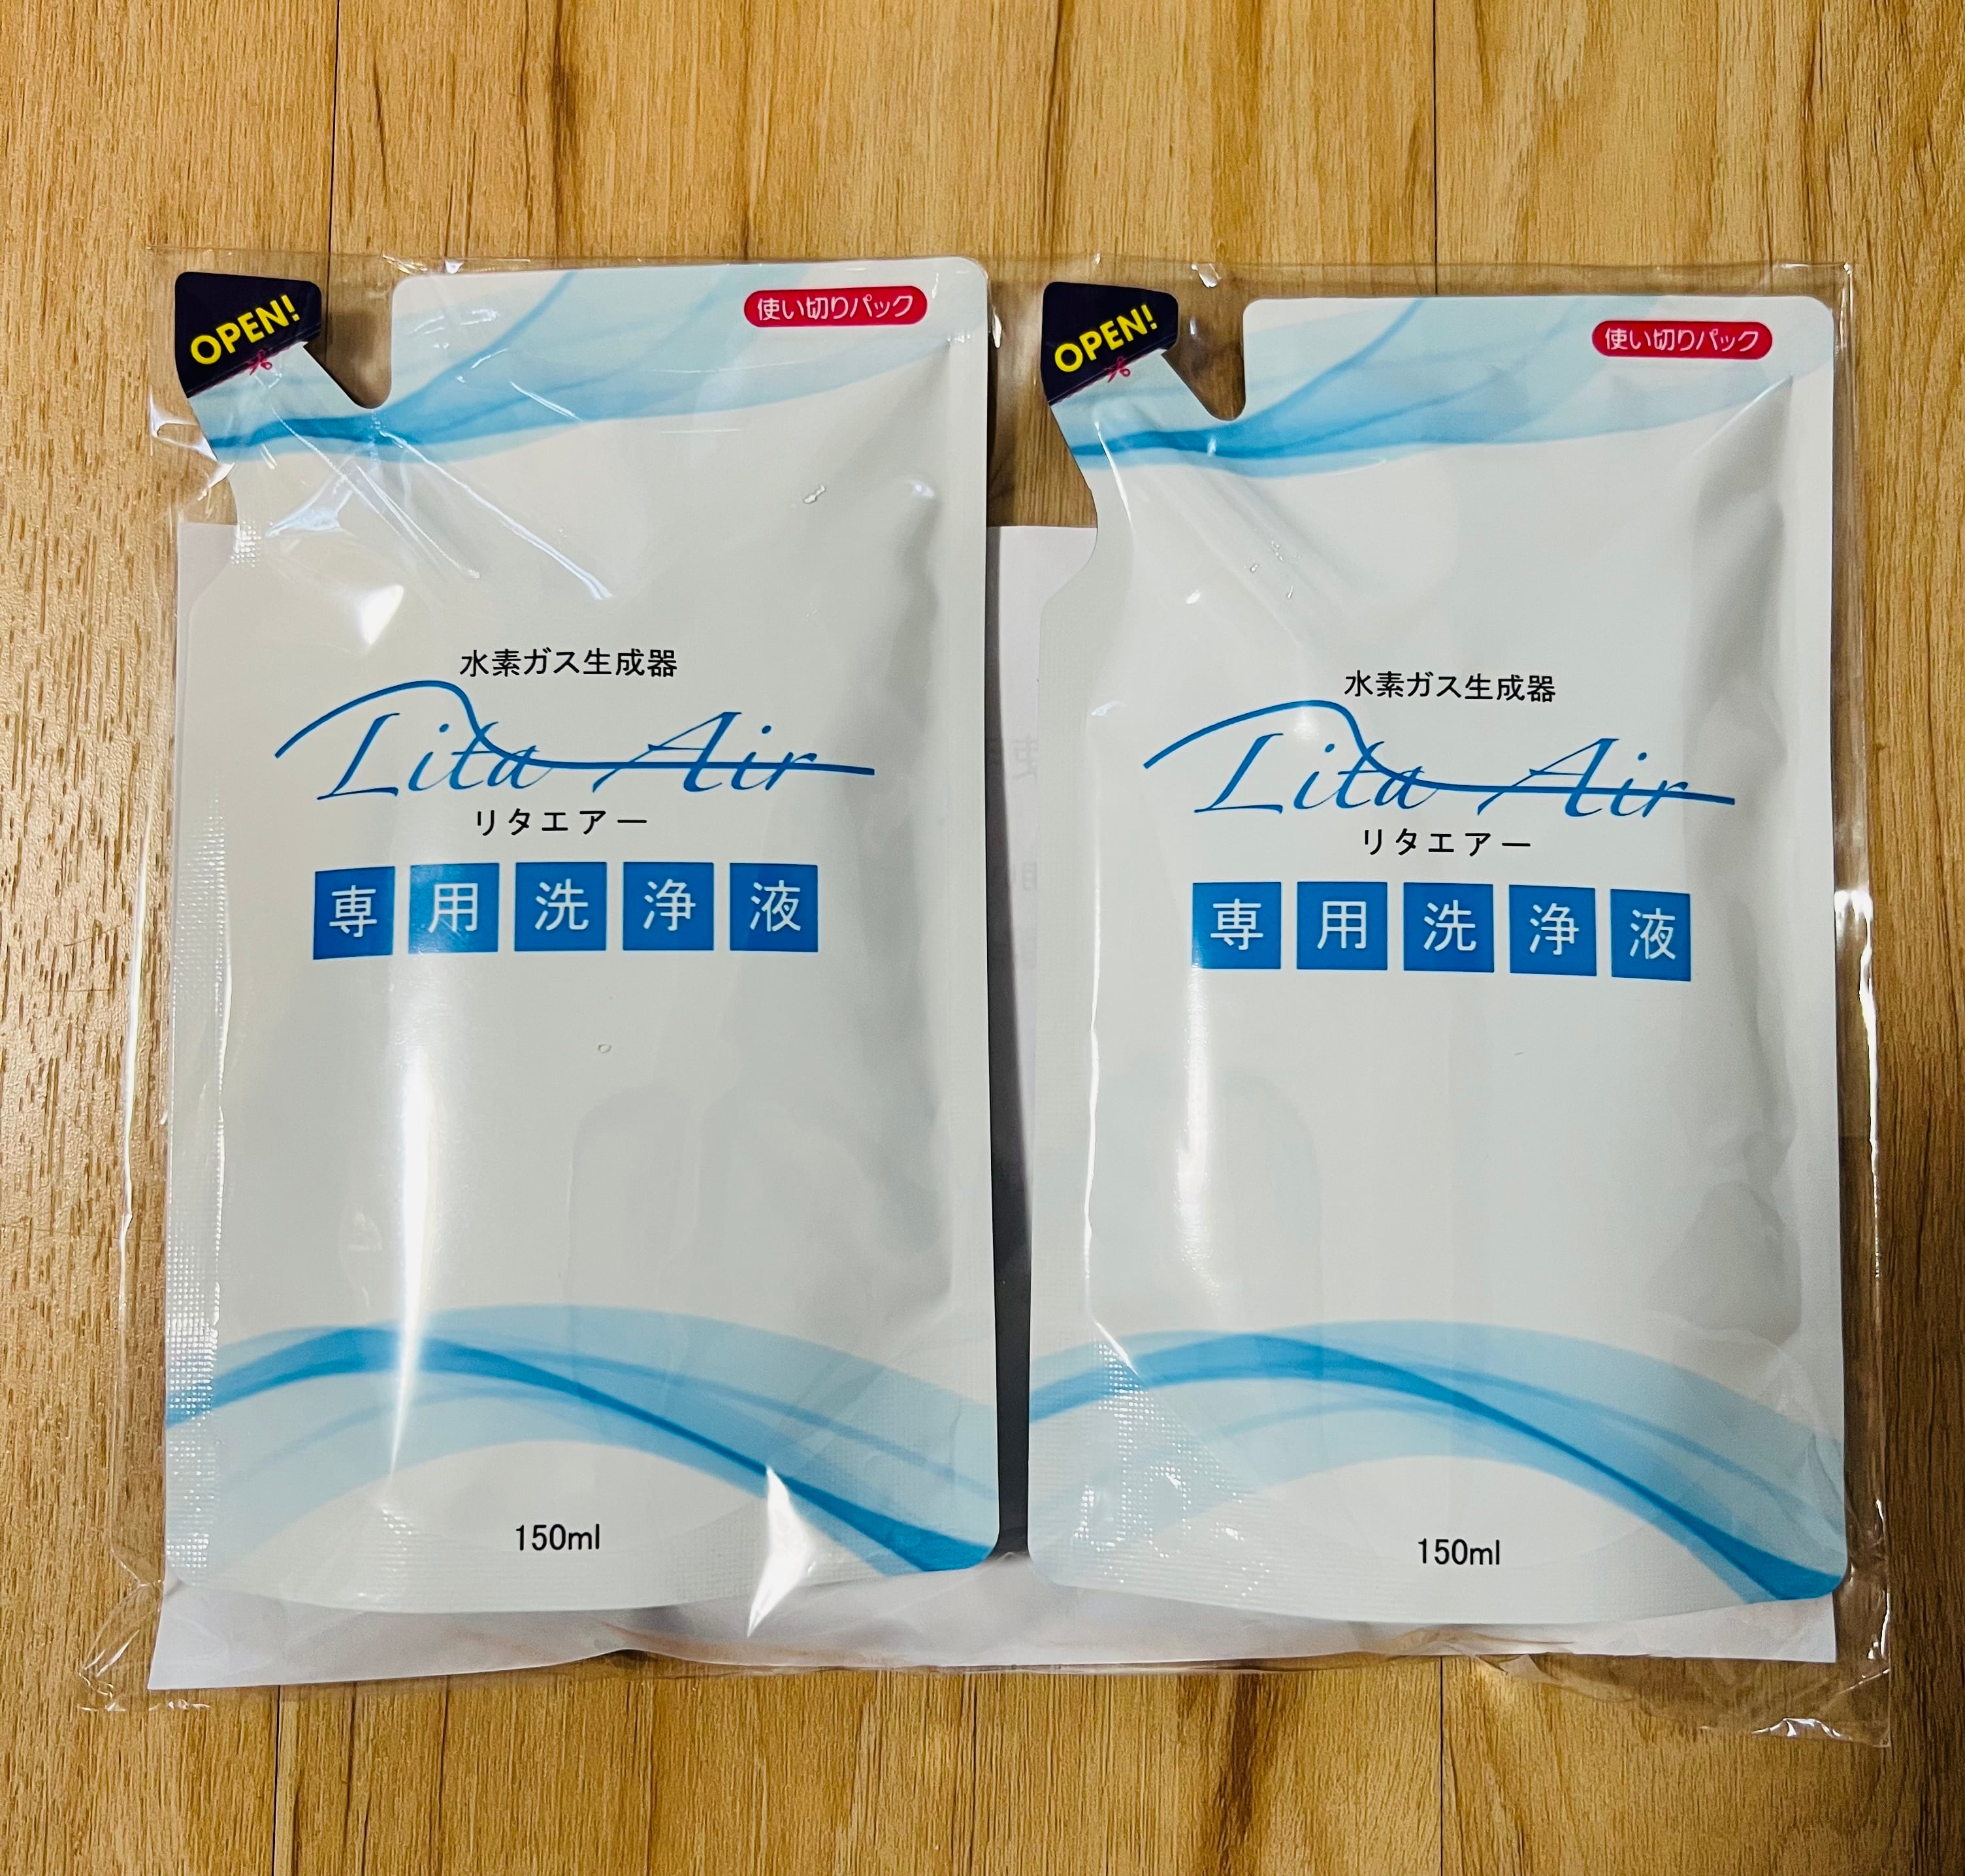 OPEN!
使い切りパック
水素ガス生成器
Lita Air
リタエアー
専用洗浄液
150ml
OPEN!
使い切りパック
水素ガス生成器
Lita Air
リタエアー
専用洗浄液
150ml